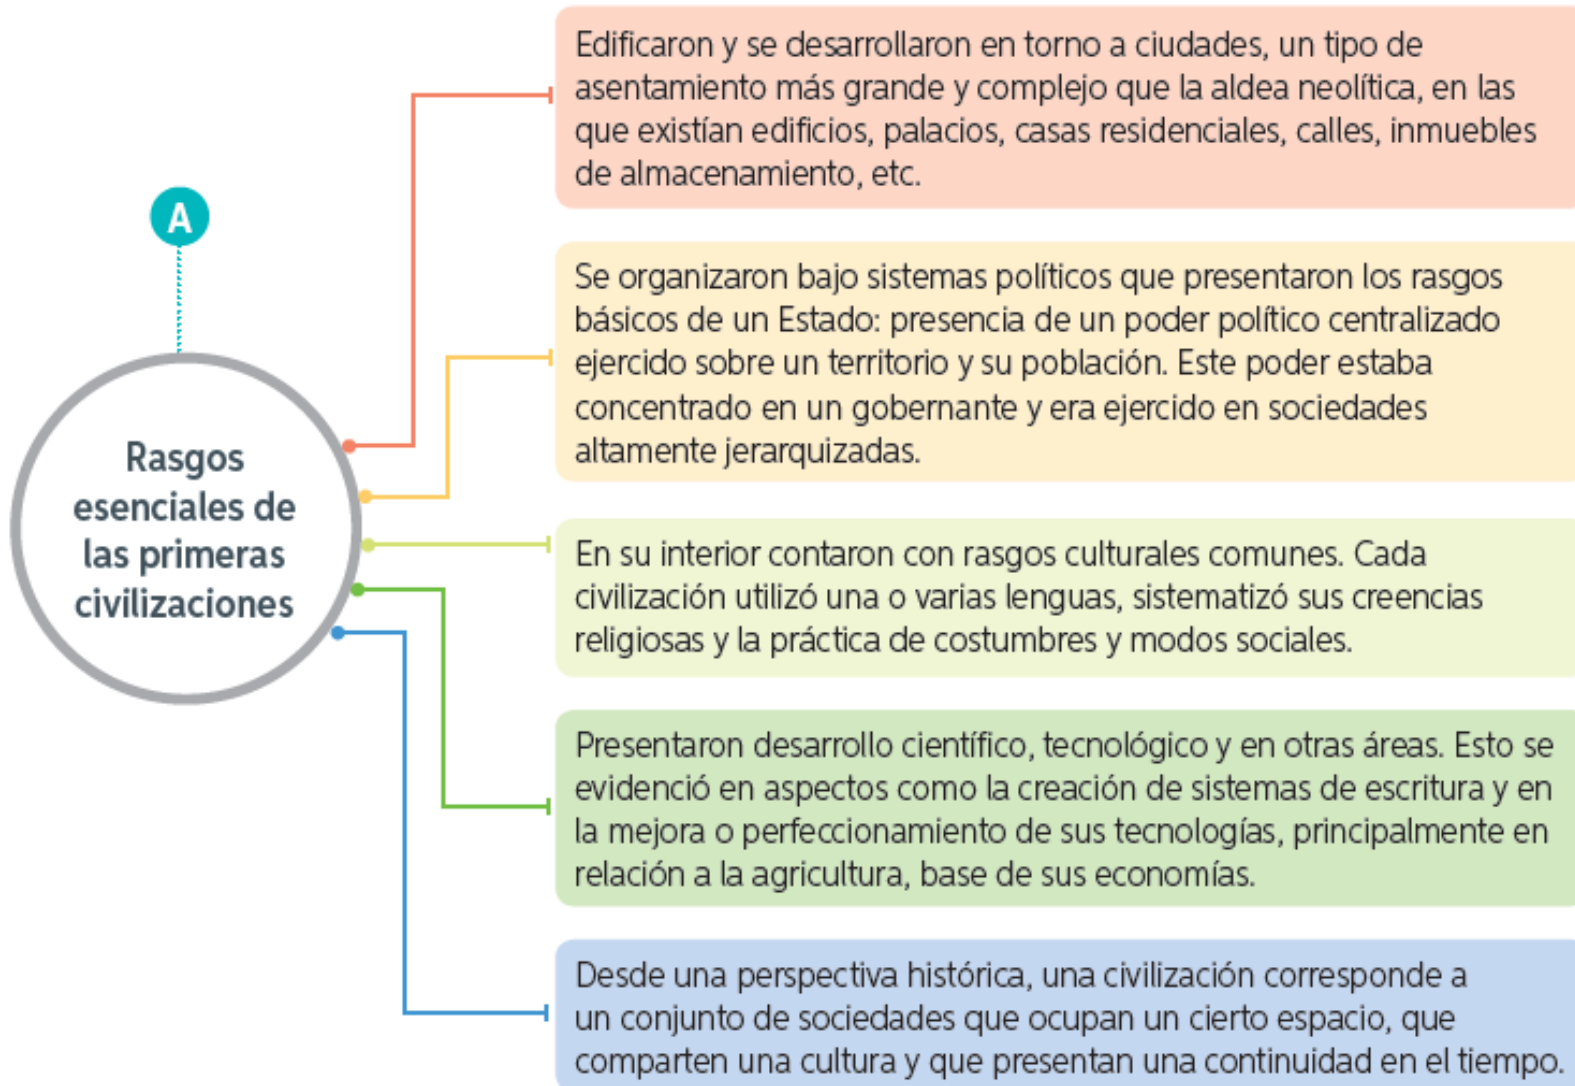 A
Rasgos
esenciales de
las primeras
civilizaciones
Edificaron y se desarrollaron en torno a ciudades, un tipo de
asentamiento más grande y complejo que la aldea neolítica, en las
que existían edificios, palacios, casas residenciales, calles, inmuebles
de almacenamiento, etc.
Se organizaron bajo sistemas políticos que presentaron los rasgos
básicos de un Estado: presencia de un poder político centralizado
ejercido sobre un territorio y su población. Este poder estaba
concentrado en un gobernante y era ejercido en sociedades
altamente jerarquizadas.
En su interior contaron con rasgos culturales comunes. Cada
civilización utilizó una o varias lenguas, sistematizó sus creencias
religiosas y la práctica de costumbres y modos sociales.
Presentaron desarrollo científico, tecnológico y en otras áreas. Esto se
evidenció en aspectos como la creación de sistemas de escritura y en
la mejora o perfeccionamiento de sus tecnologías, principalmente en
relación a la agricultura, base de sus economías.
Desde una perspectiva histórica, una civilización corresponde a
un conjunto de sociedades que ocupan un cierto espacio, que
comparten una cultura y que presentan una continuidad en el tiempo.